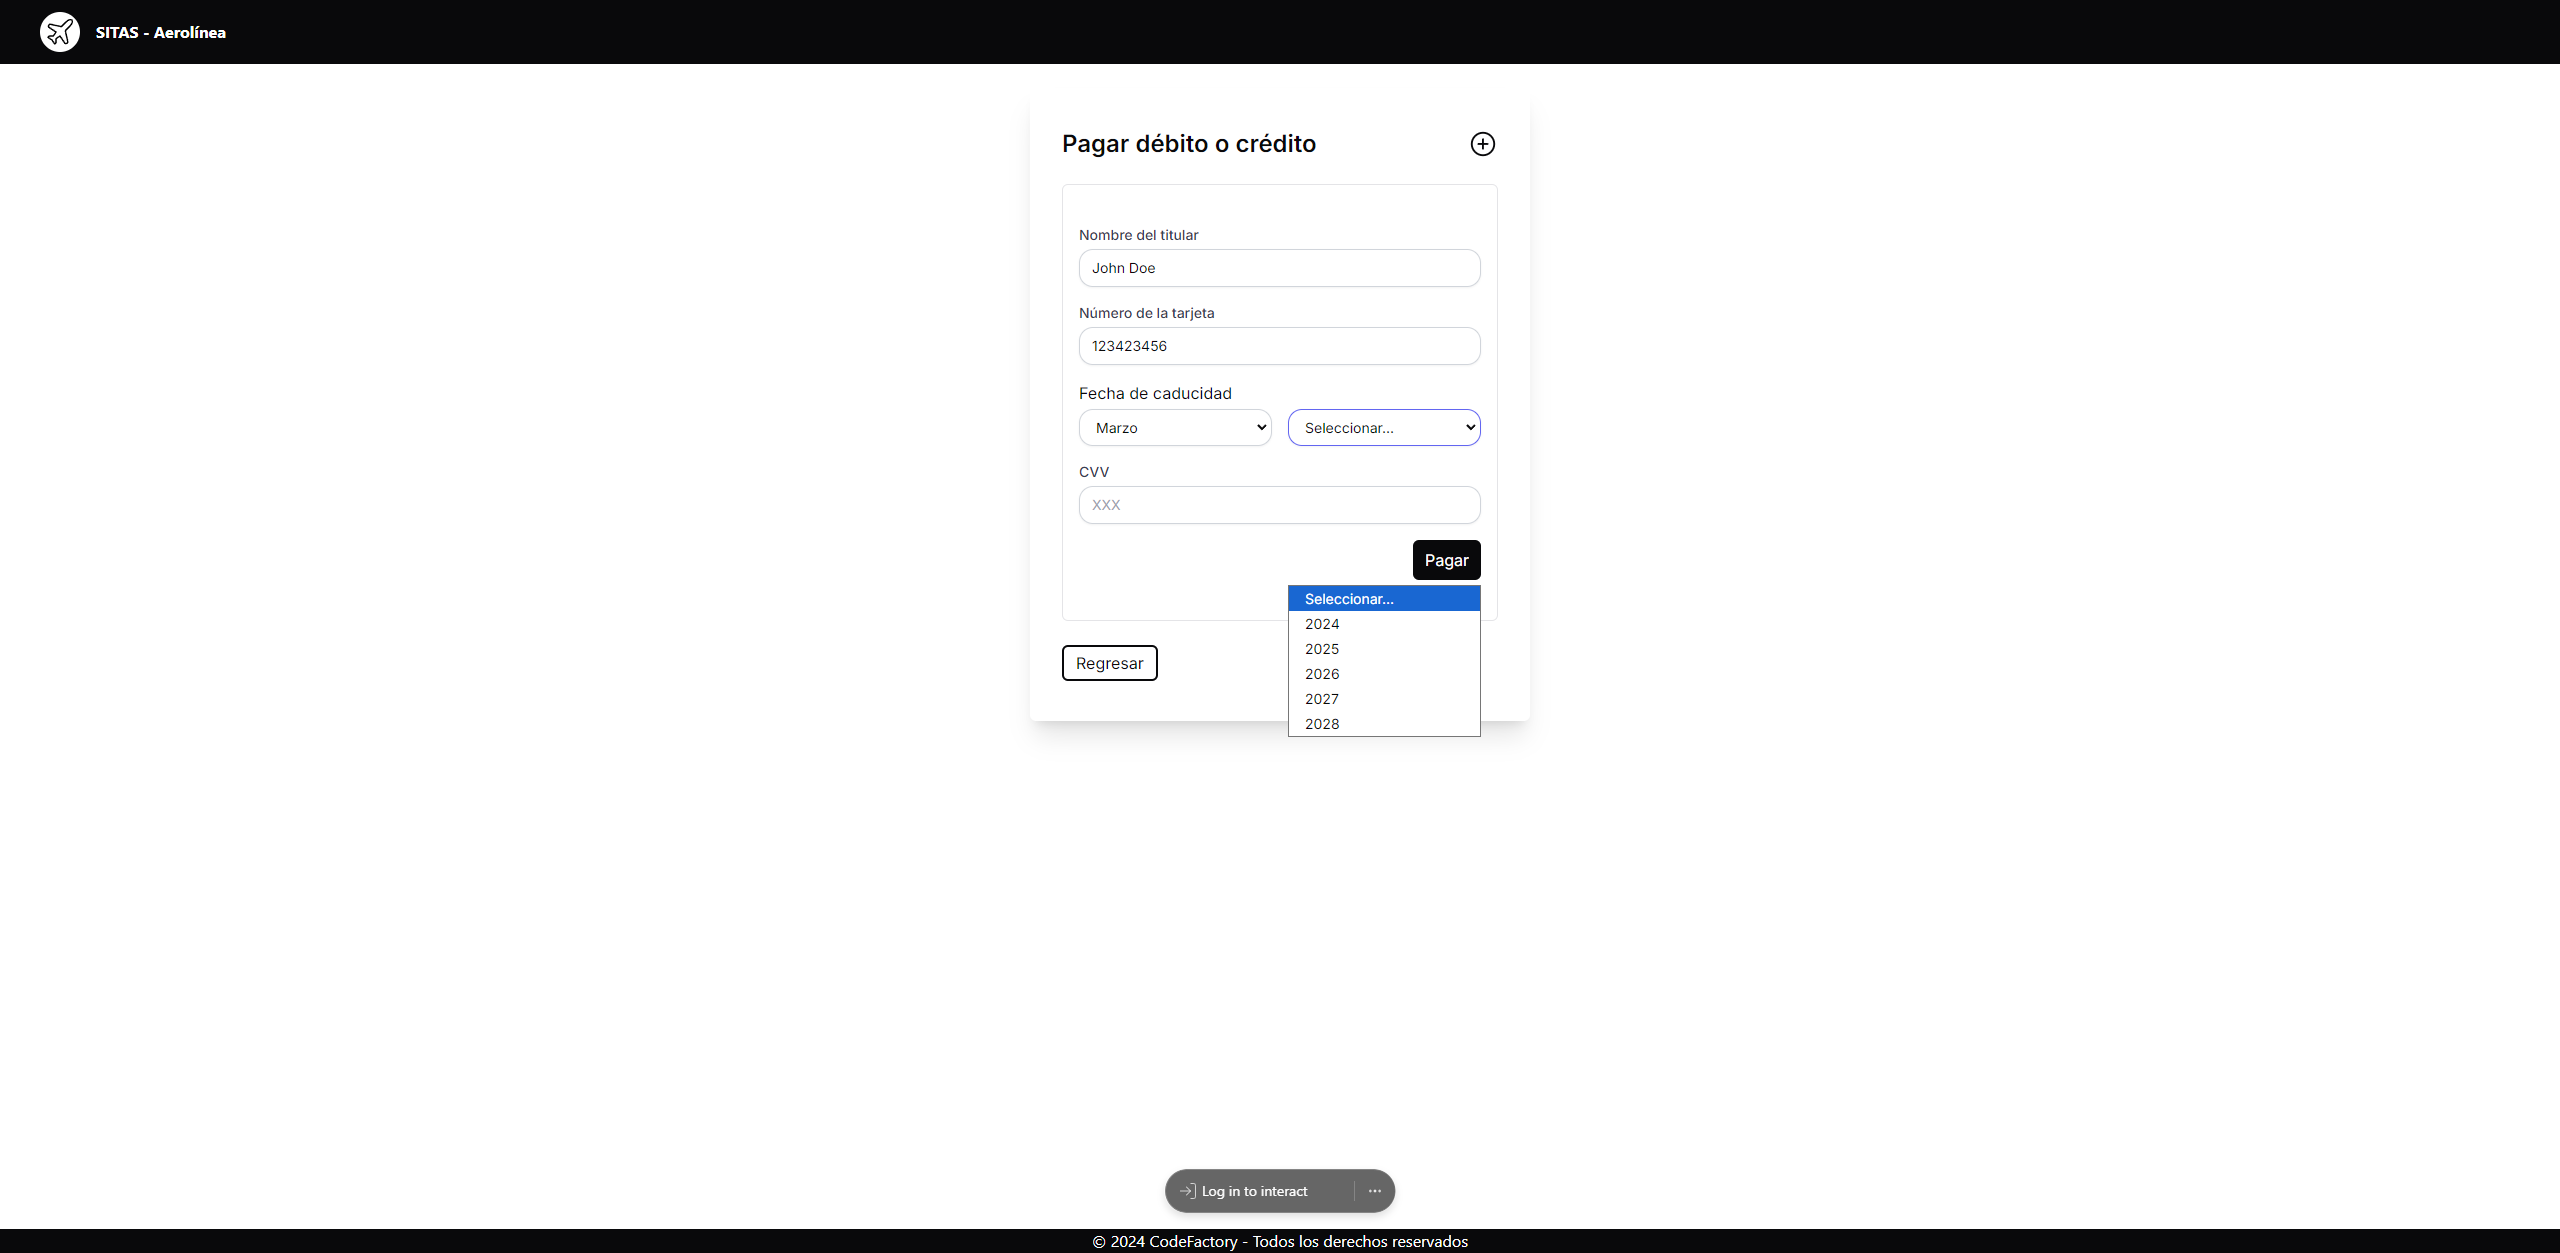 SITAS - Aerolínea
Pagar débito o crédito
Nombre del titular
John Doe
Número de la tarjeta
123423456
Fecha de caducidad
Marzo
Seleccionar...
CVV
XXX
Pagar
Seleccionar...
2024
2025
2026
2027
2028
Regresar
Log in to interact
© 2024 CodeFactory - Todos los derechos reservados